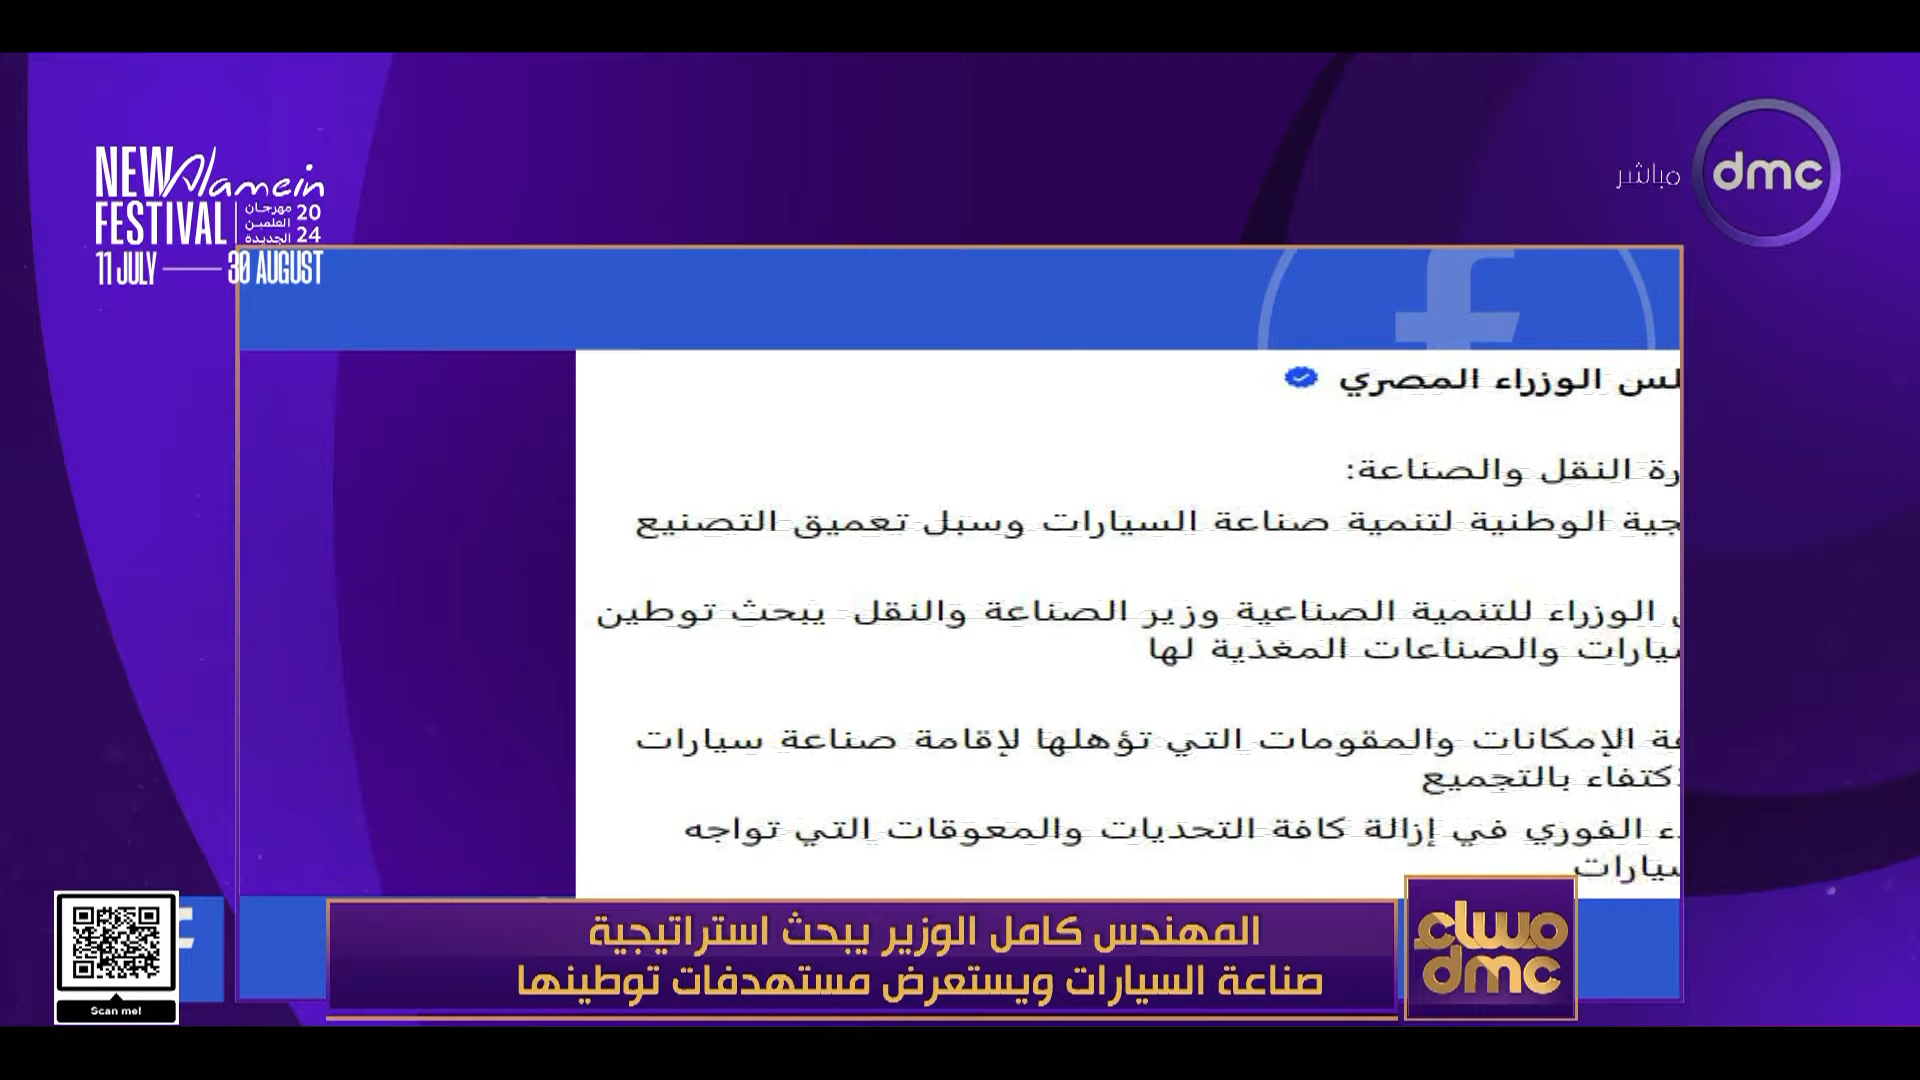 NEW Alamein
FESTIVAL
مهرجان
العلمين
الجديدة
20
24
11 JULY — 30 AUGUST
مباشر
dmc
الوزراء المصري
النقل والصناعة:
الوطنية لتنمية صناعة السيارات وسبل تعميق التصنيع
الوزراء للتنمية الصناعية وزير الصناعة والنقل يبحث توطين
والصناعات المغذية لها
الإمكانات والمقومات التي تؤهلها لإقامة صناعة سيارات
بالتجميع
الفوري في إزالة كافة التحديات والمعوقات التي تواجه
المهندس كامل الوزير يبحث استراتيجية
صناعة السيارات ويستعرض مستهدفات توطينها
مساء
dmc
Scan me!